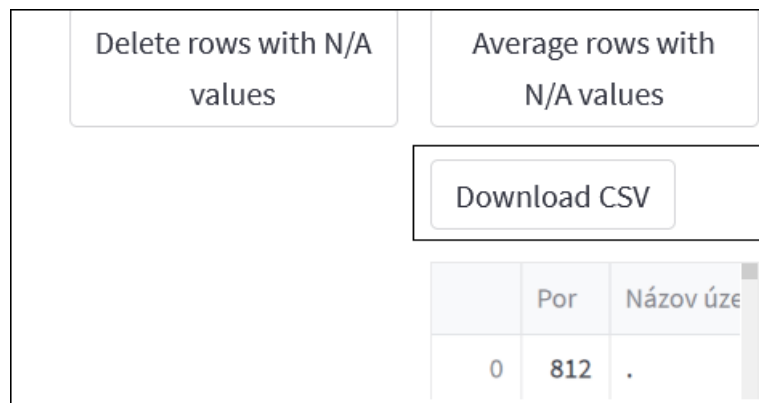 Delete rows with N/A
values
Average rows with
N/A values
Download CSV
Por Názov úze
0 812 .